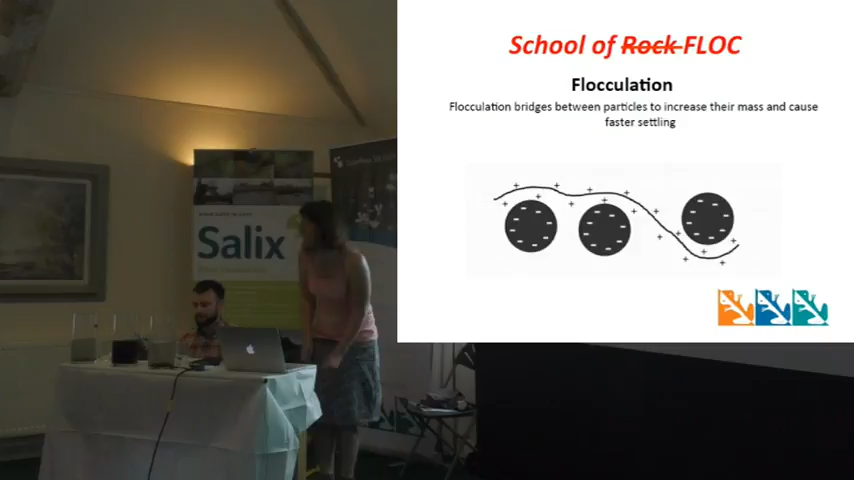 School of Rock FLOC
Flocculation
Flocculation bridges between particles to increase their mass and cause
faster settling
Salix